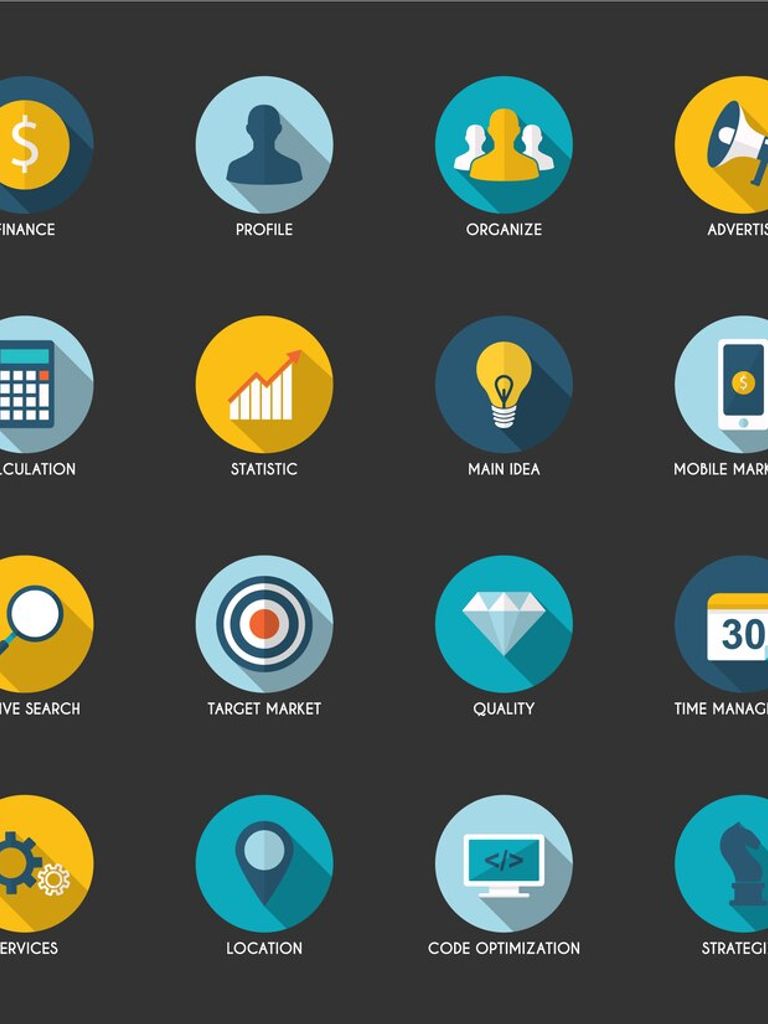 $
FINANCE
PROFILE
ORGANIZE
ADVERTIS
$
LCULATION
STATISTIC
MAIN IDEA
MOBILE MARK
30
IVE SEARCH
TARGET MARKET
QUALITY
TIME MANAG
</>
ERVICES
LOCATION
CODE OPTIMIZATION
STRATEGI